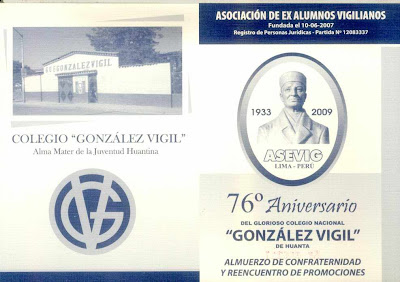 G.U.E. GONZALEZ VIGIL
COLEGIO "GONZÁLEZ VIGIL"
Alma Mater de la Juventud Huantina
GV
ASOCIACIÓN DE EX ALUMNOS VIGILIANOS
Fundada el 10-06-2007
Registro de Personas Jurídicas - Partida Nº 12083337
1933 2009
ASEVIG
LIMA - PERÚ
76º Aniversario
DEL GLORIOSO COLEGIO NACIONAL
"GONZÁLEZ VIGIL"
DE HUANTA
ALMUERZO DE CONFRATERNIDAD
Y REENCUENTRO DE PROMOCIONES